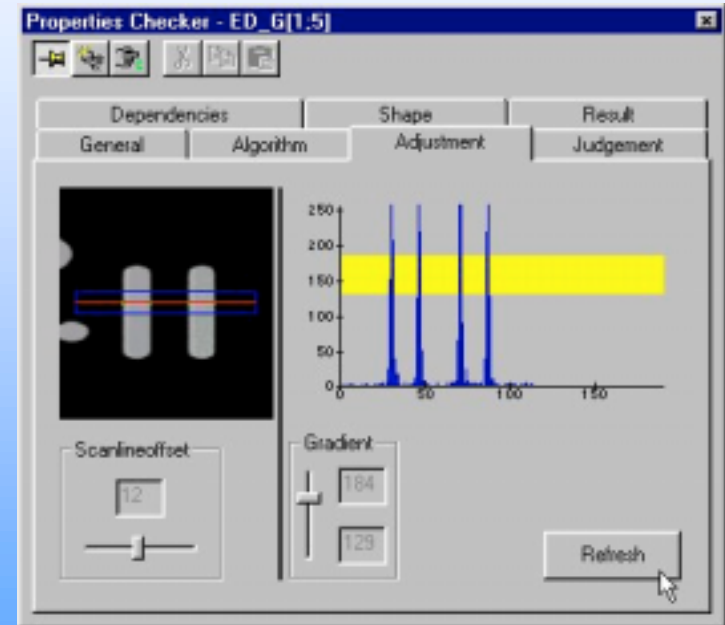 Properties Checker - ED_G[1.5]
Dependencies Shape Result
General Algorithm Adjustment Judgement
250
200
150
100
50
0
0 50 100 150
Scanlineoffset
12
Gradient
184
129
Refresh